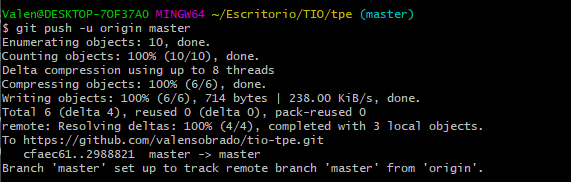 Valen@DESKTOP-7OF37AO MINGW64 ~/Escritorio/TIO/tpe (master)
$ git push -u origin master
Enumerating objects: 10, done.
Counting objects: 100% (10/10), done.
Delta compression using up to 8 threads
Compressing objects: 100% (6/6), done.
Writing objects: 100% (6/6), 714 bytes | 238.00 KiB/s, done.
Total 6 (delta 4), reused 0 (delta 0), pack-reused 0
remote: Resolving deltas: 100% (4/4), completed with 3 local objects.
To https://github.com/valensobrado/tio-tpe.git
   cfaec61..2988821  master -> master
Branch 'master' set up to track remote branch 'master' from 'origin'.